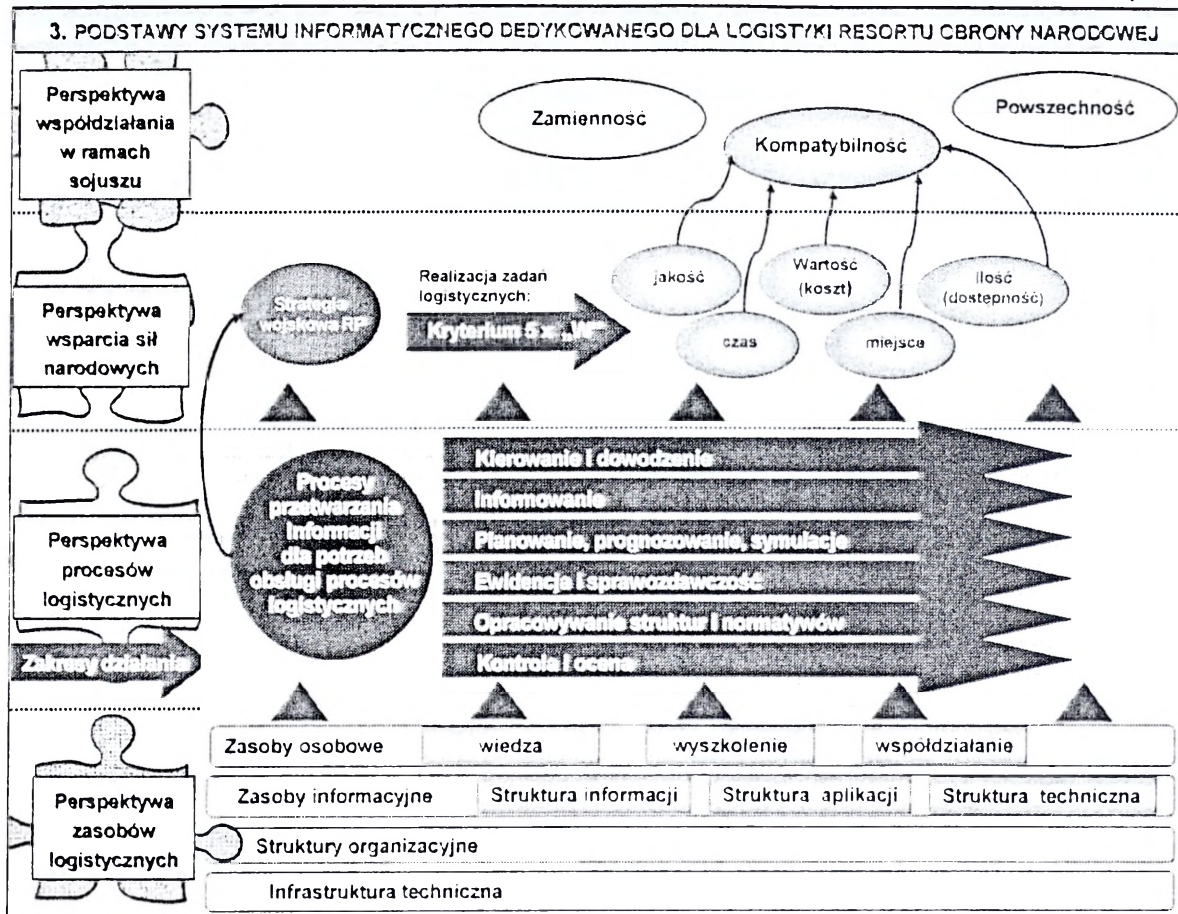 3. PODSTAWY SYSTEMU INFORMATYCZNEGO DEDYKOWANEGO DLA LOGISTYKI RESORTU OBRONY NARODOWEJ
Perspektywa
współdziałania
w ramach
sojuszu
Zamienność
Kompatybilność
Powszechność
Perspektywa
wsparcia sił
narodowych
Strategia
wojskowa RP
Realizacja zadań
logistycznych:
Kryterium 5 x „W"
jakość
Wartość
(koszt)
Ilość
(dostępność)
czas
miejsce
Perspektywa
procesów
logistycznych
Zakresy działania
Procesy
przetwarzania
informacji
dla potrzeb
obsługi procesów
logistycznych
Kierowanie i dowodzenie
Informowanie
Planowanie, prognozowanie, symulacje
Ewidencja i sprawozdawczość
Opracowywanie struktur i normatywów
Kontrola i ocena
Perspektywa
zasobów
logistycznych
Zasoby osobowe wiedza wyszkolenie współdziałanie
Zasoby informacyjne Struktura informacji Struktura aplikacji Struktura techniczna
Struktury organizacyjne
Infrastruktura techniczna